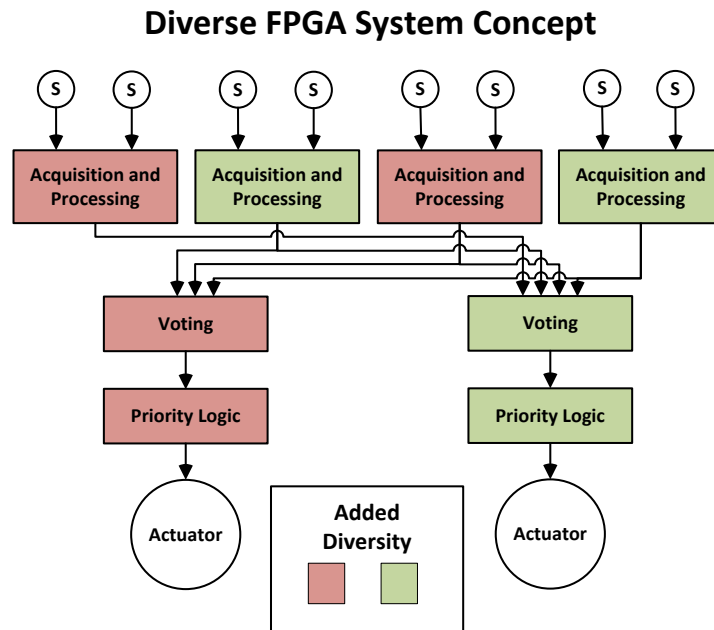 Diverse FPGA System Concept
S S S S S S S S
Acquisition and
Processing
Acquisition and
Processing
Acquisition and
Processing
Acquisition and
Processing
Voting
Voting
Priority Logic
Priority Logic
Actuator
Added
Diversity
Actuator